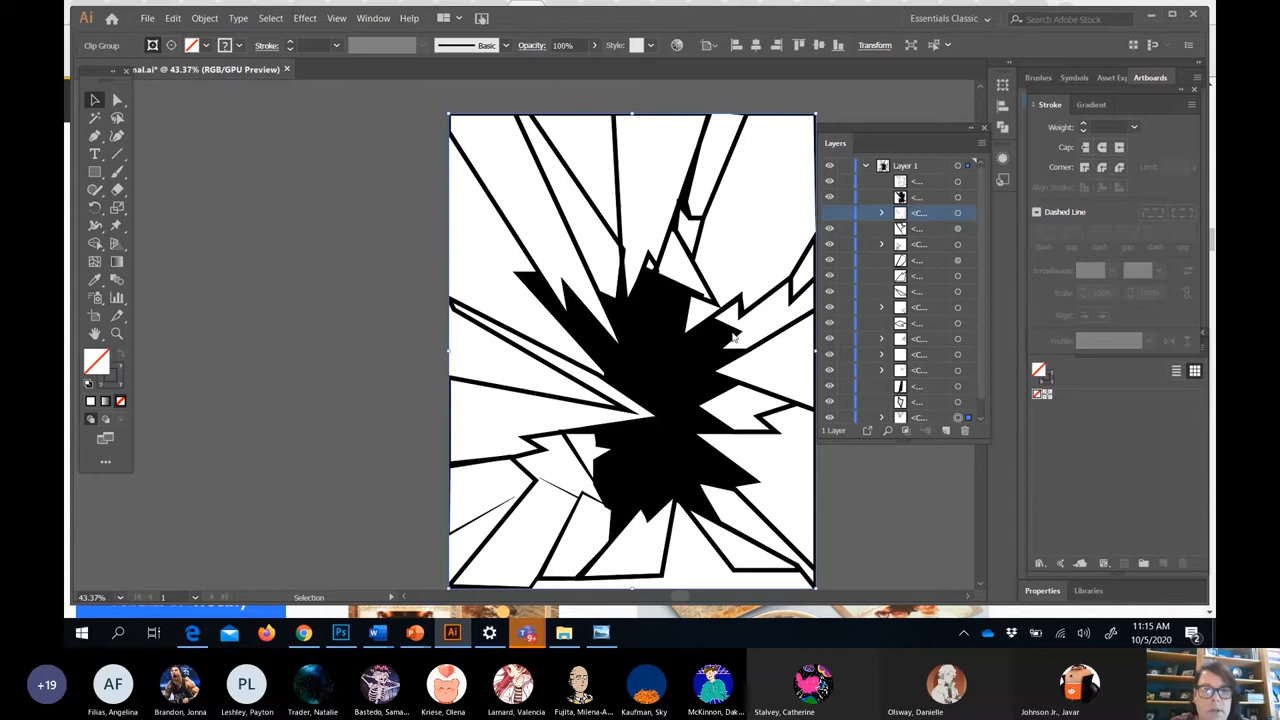 Ai File Edit Object Type Select Effect View Window Help Essentials Classic Search Adobe Stock
Clip Group Stroke: Basic Opacity: 100% Style: Transform
nal.ai* @ 43.37% (RGB/GPU Preview) ×
Brushes Symbols Asset Exp Artboards
Stroke Gradient
Weight:
Cap:
Corner: Limit:
Align Stroke:
Dashed Line
dash gap dash gap dash gap
Arrowheads:
Scale: 100% 100%
Align:
Profile:
Layers
Layer 1
<...
<...
<C...
<...
<C...
<...
<...
<...
<C...
<...
<C...
<C...
<C...
<...
<...
<C...
1 Layer
Properties Libraries
43.37% 1 Selection
11:15 AM
10/5/2020
+19 AF PL
Filias, Angelina Brandon, Jonna Leshley, Payton Trader, Natalie Bastedo, Sama... Kriese, Olena Larnard, Valencia Fujita, Milena-A... Kaufman, Sky McKinnon, Dak... Stalvey, Catherine Olsway, Danielle Johnson Jr., Javar